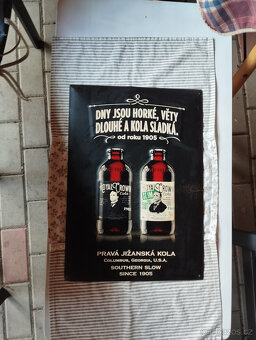 DNY JSOU HORKÉ, VĚTY
DLOUHÉ A KOLA SLADKÁ.
od roku 1905
PRAVÁ JIŽANSKÁ KOLA
COLUMBUS, GEORGIA, U.S.A.
SOUTHERN SLOW
SINCE 1905